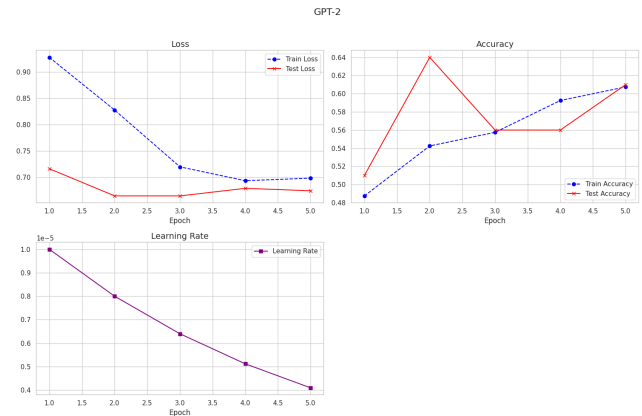 GPT-2
Loss
Train Loss
Test Loss
0.90
0.85
0.80
0.75
0.70
1.0 1.5 2.0 2.5 3.0 3.5 4.0 4.5 5.0
Epoch
Accuracy
0.64
0.62
0.60
0.58
0.56
0.54
0.52
0.50
0.48
Train Accuracy
Test Accuracy
1.0 1.5 2.0 2.5 3.0 3.5 4.0 4.5 5.0
Epoch
1e−5
Learning Rate
Learning Rate
1.0
0.9
0.8
0.7
0.6
0.5
0.4
1.0 1.5 2.0 2.5 3.0 3.5 4.0 4.5 5.0
Epoch